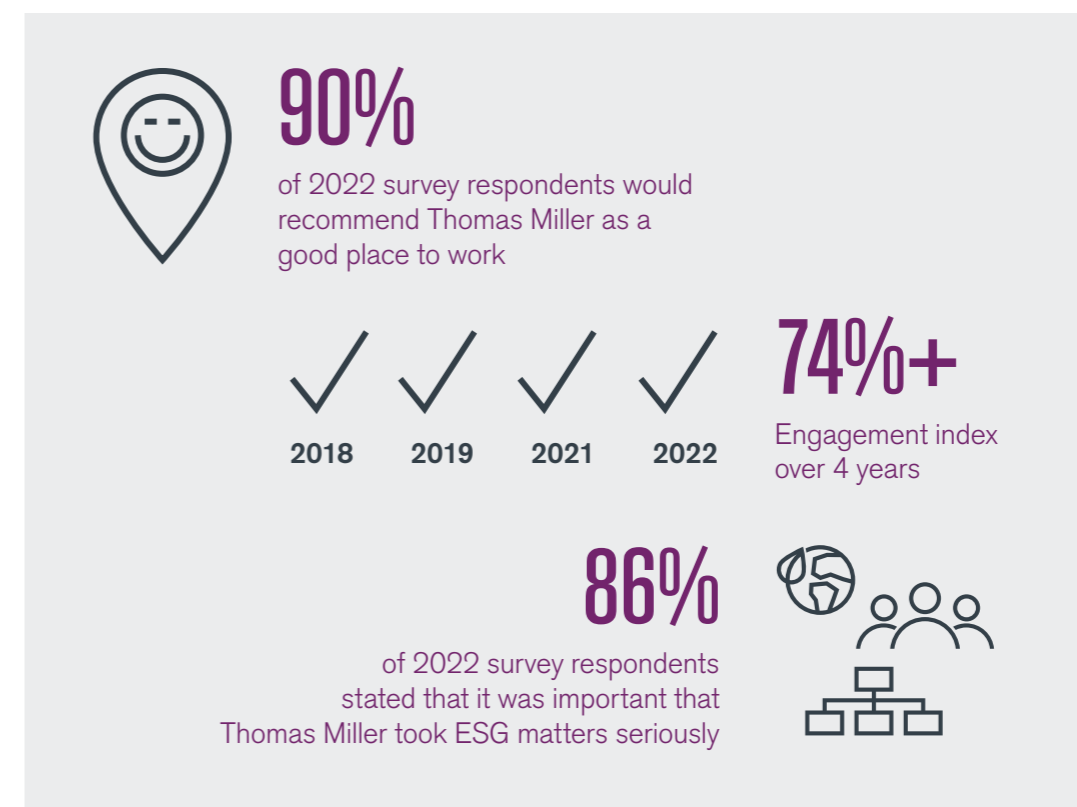 90%
of 2022 survey respondents would
recommend Thomas Miller as a
good place to work
74%+
Engagement index
over 4 years
2018 2019 2021 2022
86%
of 2022 survey respondents
stated that it was important that
Thomas Miller took ESG matters seriously